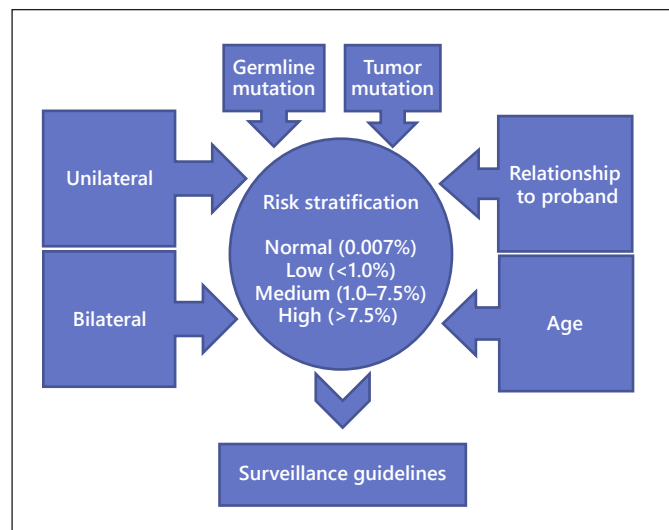 Germline
mutation
Tumor
mutation
Unilateral
Relationship
to proband
Risk stratification
Normal (0.007%)
Low (<1.0%)
Medium (1.0–7.5%)
High (>7.5%)
Bilateral
Age
Surveillance guidelines